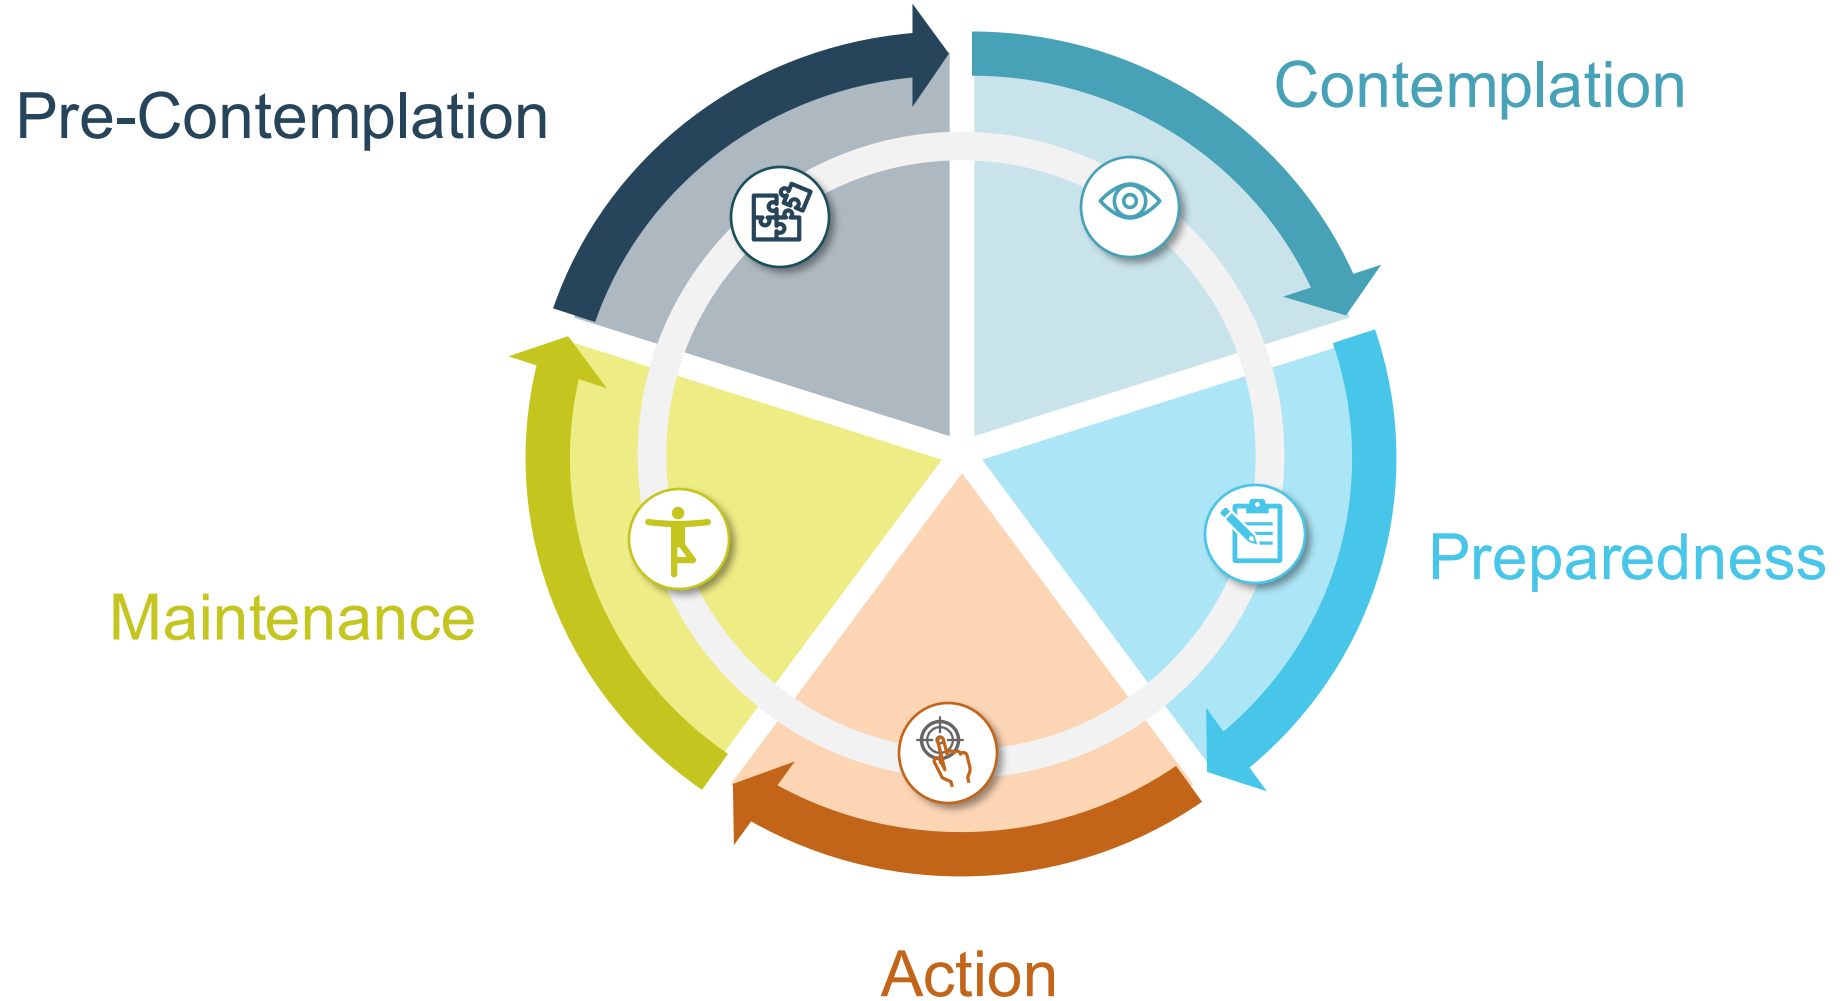 Pre-Contemplation
Contemplation
Preparedness
Action
Maintenance